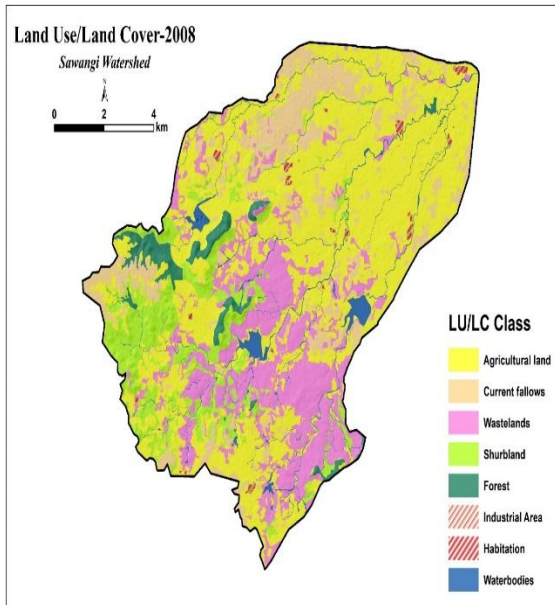 Land Use/Land Cover-2008
Sawangi Watershed
N
0 2 4
km
LU/LC Class
Agricultural land
Current fallows
Wastelands
Shurbland
Forest
Industrial Area
Habitation
Waterbodies